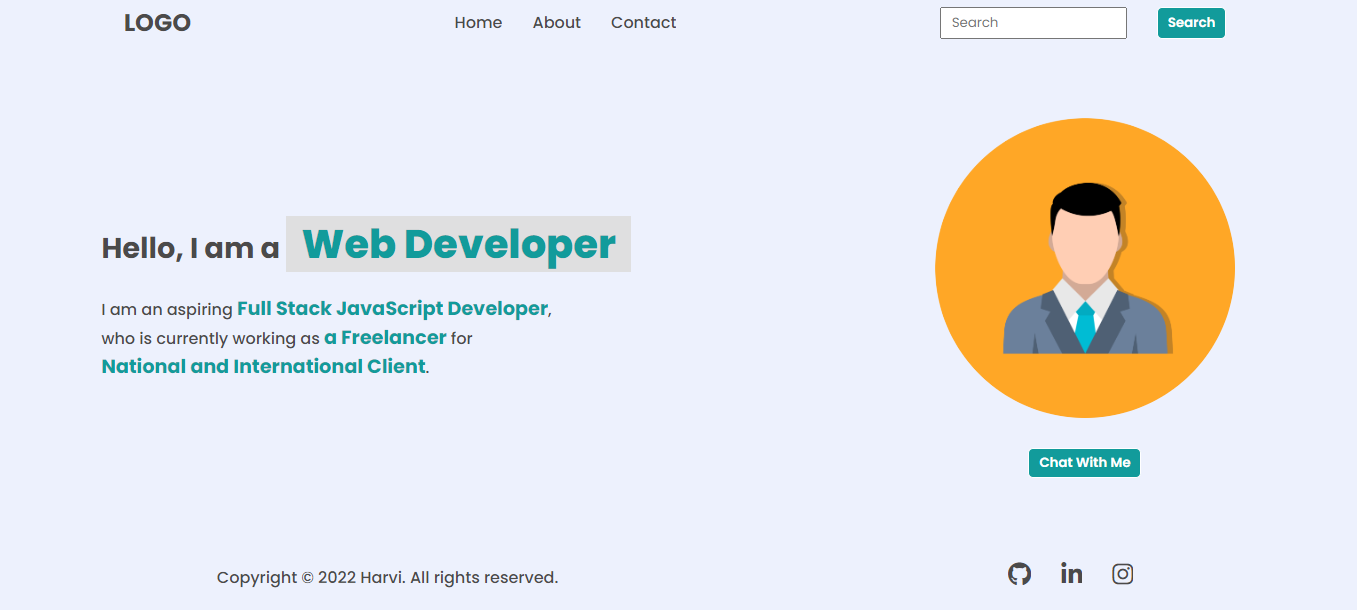 LOGO Home About Contact Search Search
Hello, I am a Web Developer
I am an aspiring Full Stack JavaScript Developer,
who is currently working as a Freelancer for
National and International Client.
Chat With Me
Copyright © 2022 Harvi. All rights reserved.